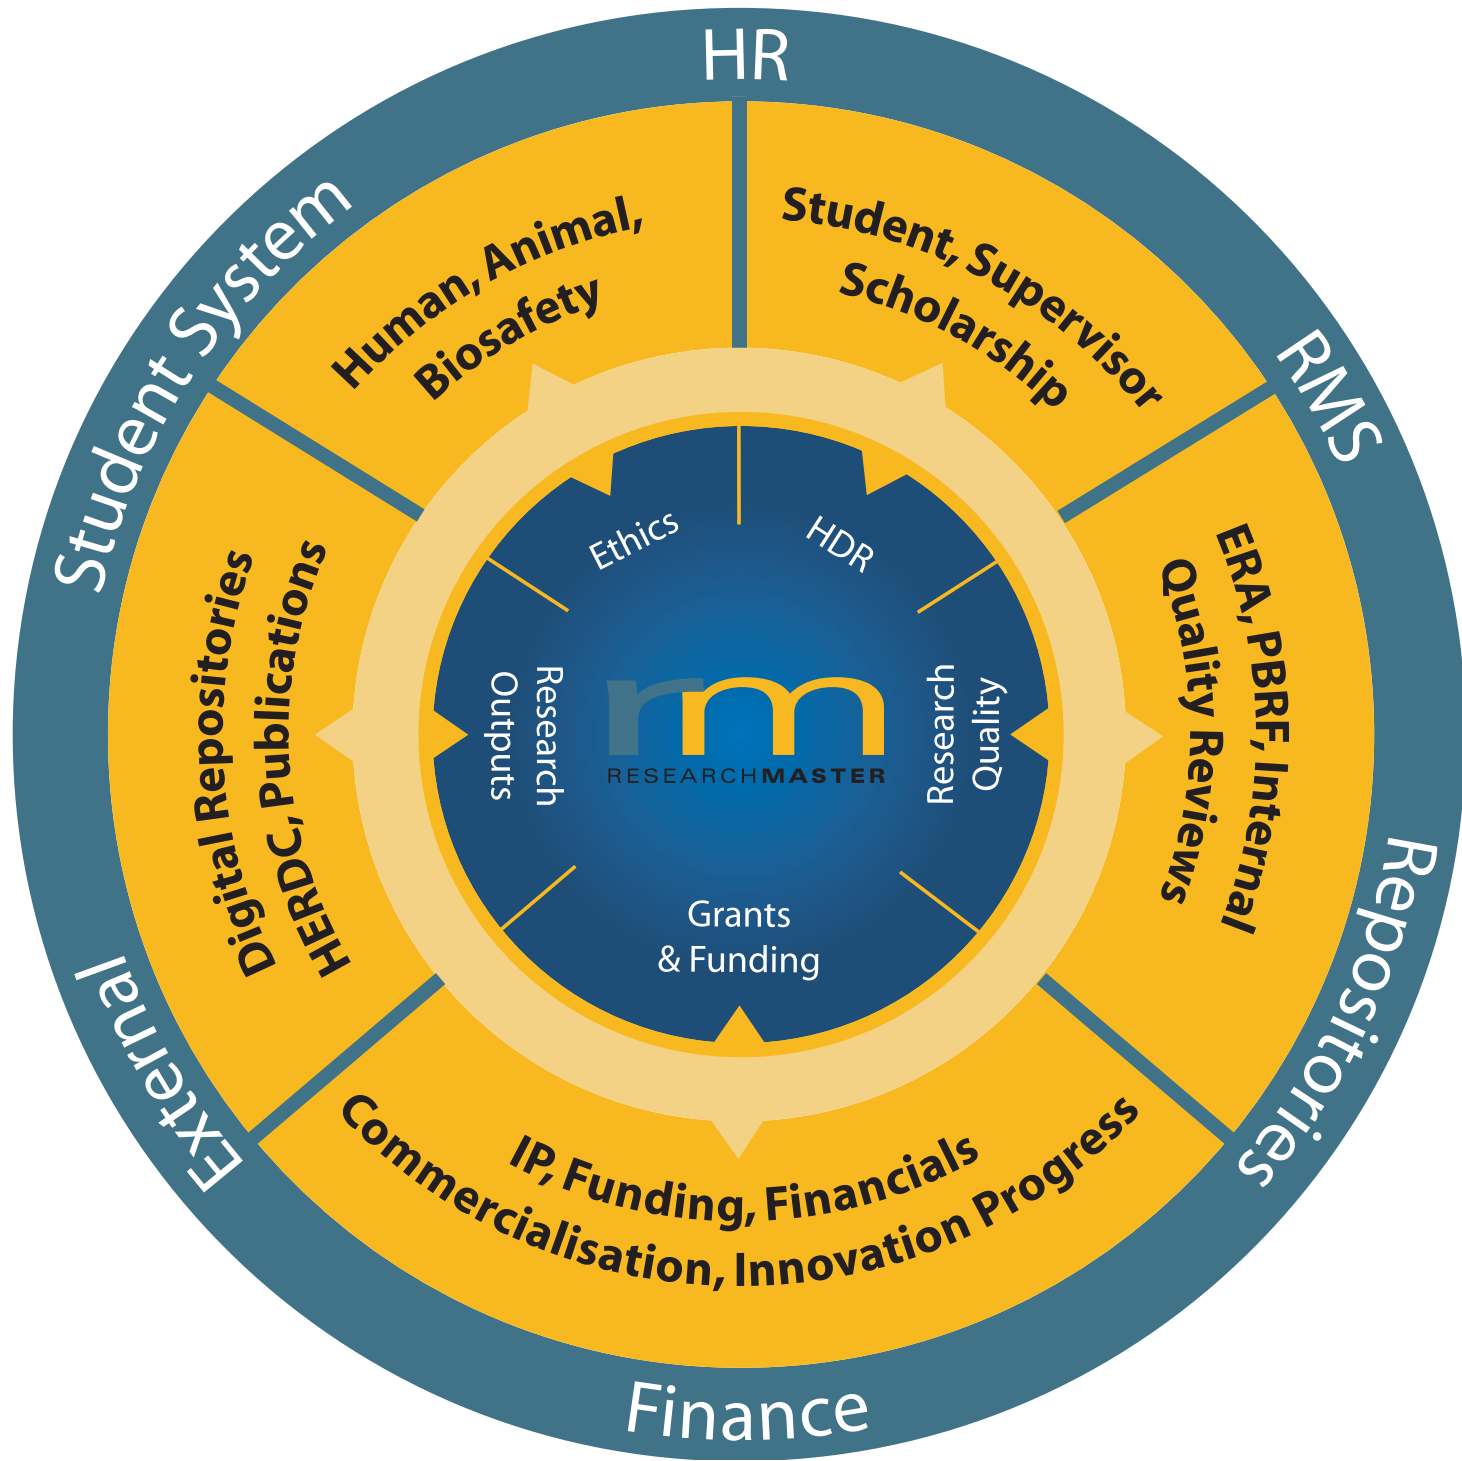 HR
RMS
Repositories
Finance
External
Student System
Human, Animal,
Biosafety
Student, Supervisor
Scholarship
ERA, PBRF, Internal
Quality Reviews
IP, Funding, Financials
Commercialisation, Innovation Progress
Digital Repositories
HERDC, Publications
Ethics
HDR
Research
Quality
Grants
& Funding
Research
Outputs
rm
RESEARCHMASTER